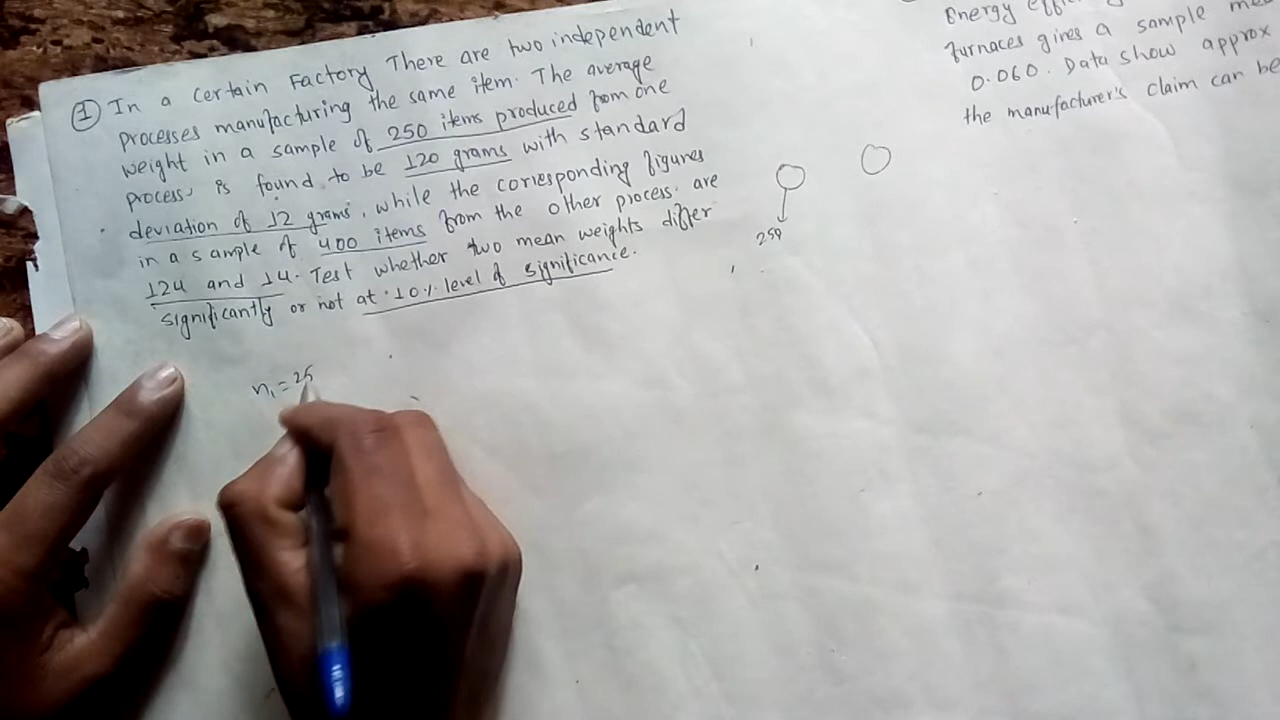 ① In a certain Factory There are two independent
processes manufacturing the same item. The average
weight in a sample of 250 items produced from one
process, is found to be 120 grams with standard
deviation of 12 grams, while the corresponding figures
in a sample of 400 items from the other process. are
124 and 14. Test whether two mean weights differ
significantly or not at 10% level of significance.
n₁ = 25
250
Energy
furnaces gives a sample
0.060. Data show approx
the manufacturer's claim can be